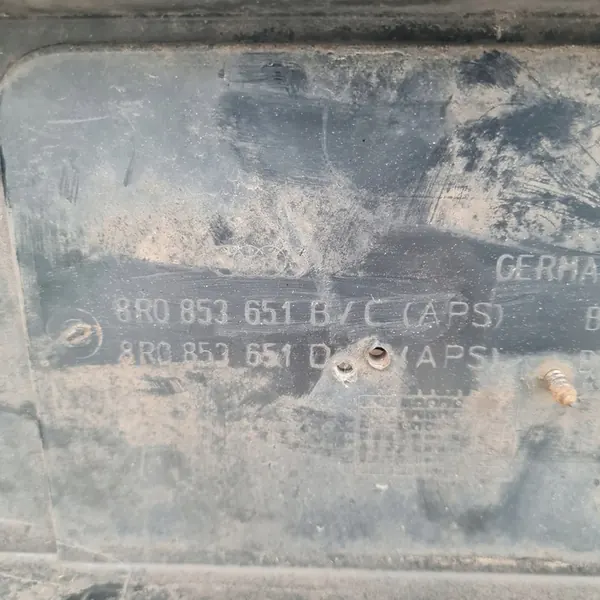 GERMA
8R0 853 651 B/C (APS) B
8R0 853 651 D (APS)